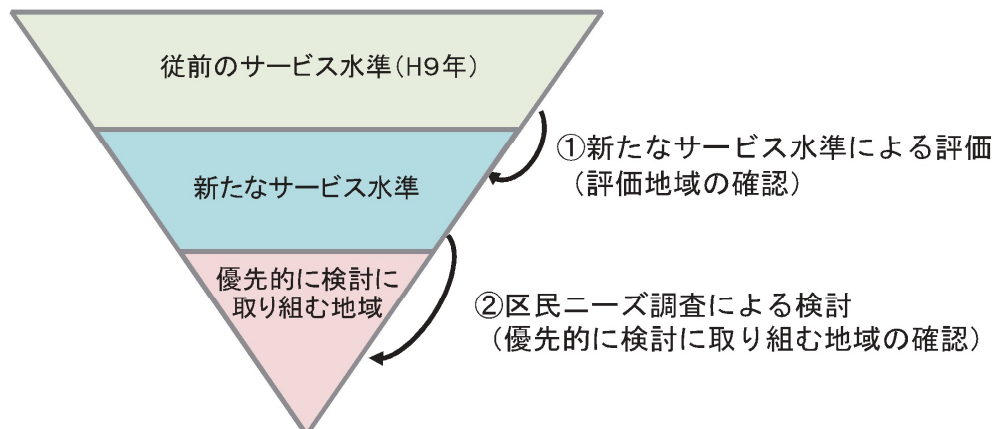 従前のサービス水準(H9年)
①新たなサービス水準による評価
(評価地域の確認)
新たなサービス水準
優先的に検討に
取り組む地域
②区民ニーズ調査による検討
(優先的に検討に取り組む地域の確認)